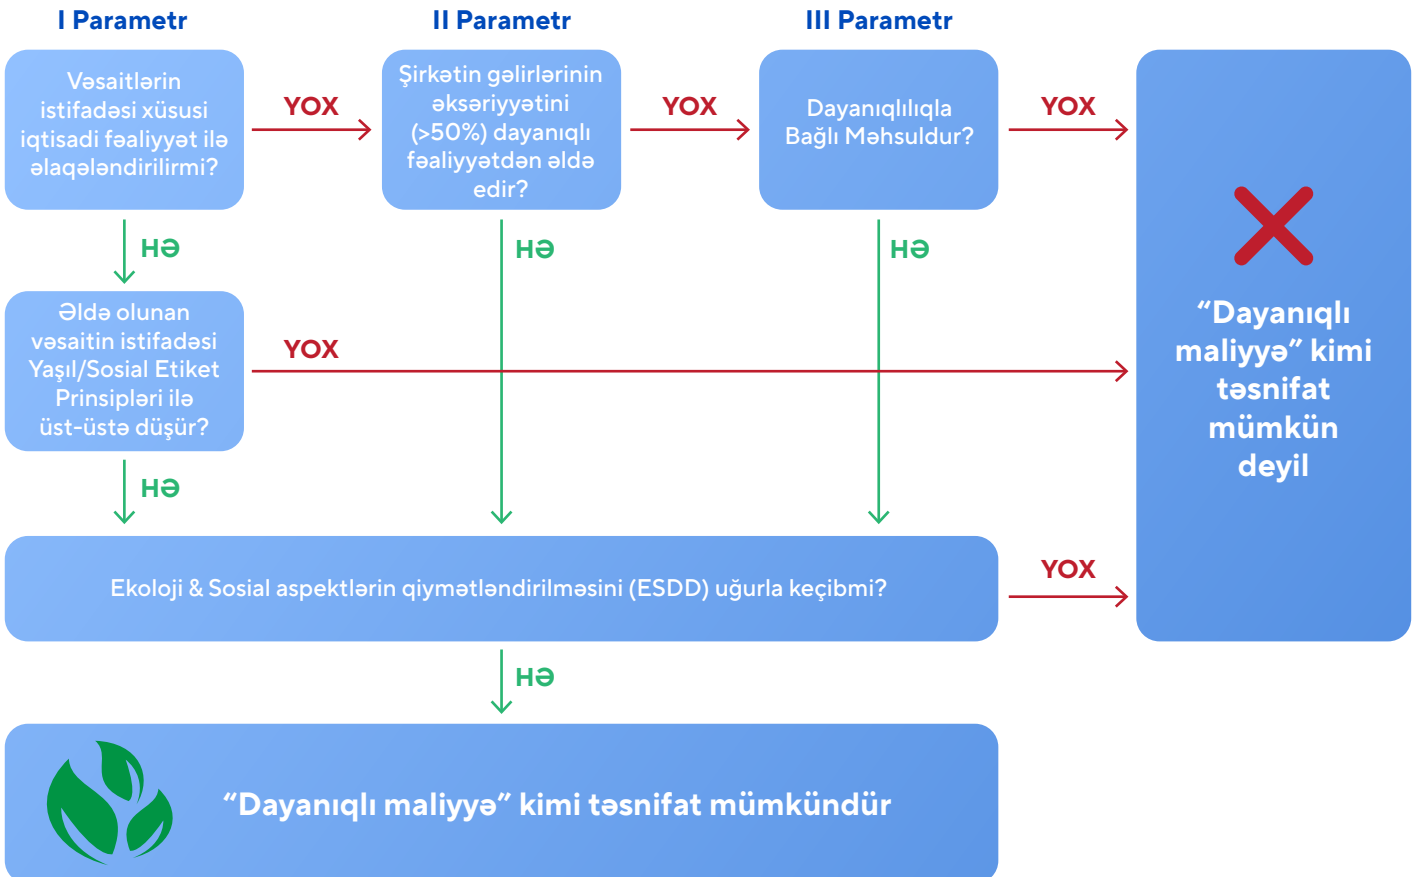 I Parametr
II Parametr
III Parametr
Vəsaitlərin
istifadəsi xüsusi
iqtisadi fəaliyyət ilə
əlaqələndirilirmi?
YOX
Şirkətin gəlirlərinin
əksəriyyətini
(>50%) dayanıqlı
fəaliyyətdən əldə
edir?
YOX
Dayanıqlılıqla
Bağlı Məhsuldur?
YOX
HƏ
HƏ
HƏ
Əldə olunan
vəsaitin istifadəsi
Yaşıl/Sosial Etiket
Prinsipləri ilə
üst-üstə düşür?
YOX
“Dayanıqlı
maliyyə” kimi
təsnifat
mümkün
deyil
HƏ
Ekoloji & Sosial aspektlərin qiymətləndirilməsini (ESDD) uğurla keçibmi?
YOX
HƏ
“Dayanıqlı maliyyə” kimi təsnifat mümkündür